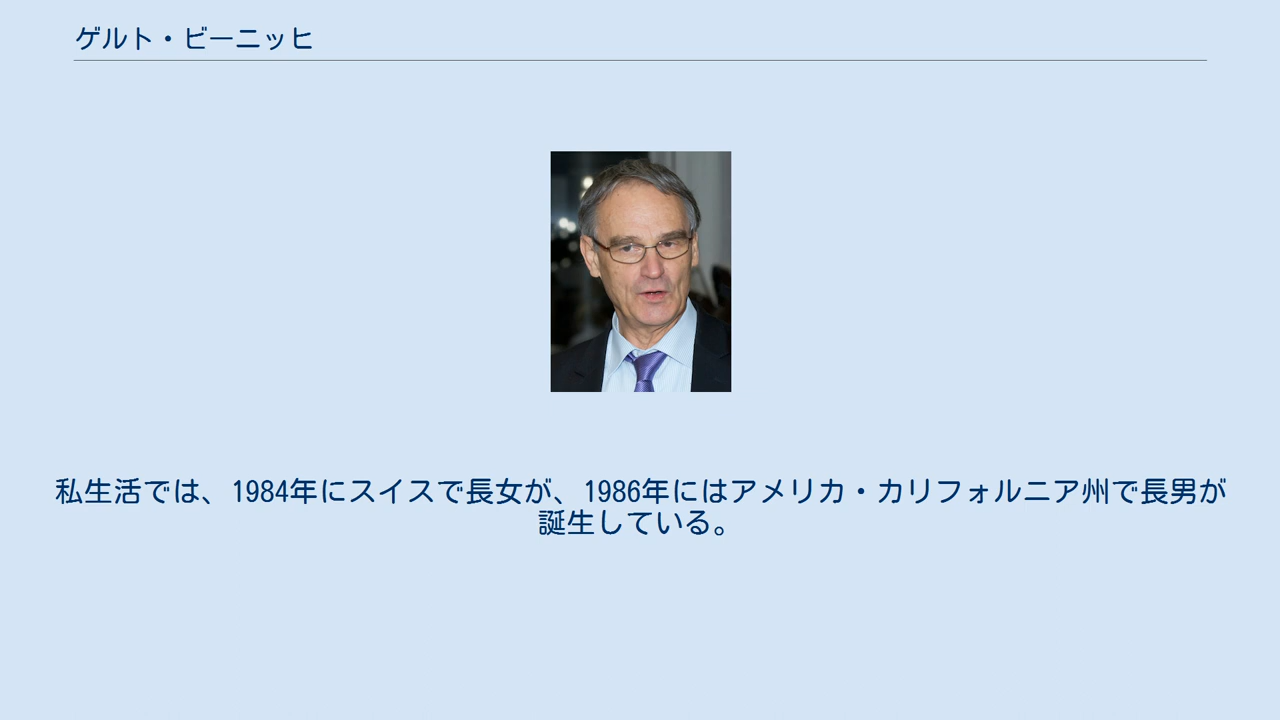 ゲルト・ビーニッヒ
私生活では、1984年にスイスで長女が、1986年にはアメリカ・カリフォルニア州で長男が
誕生している。